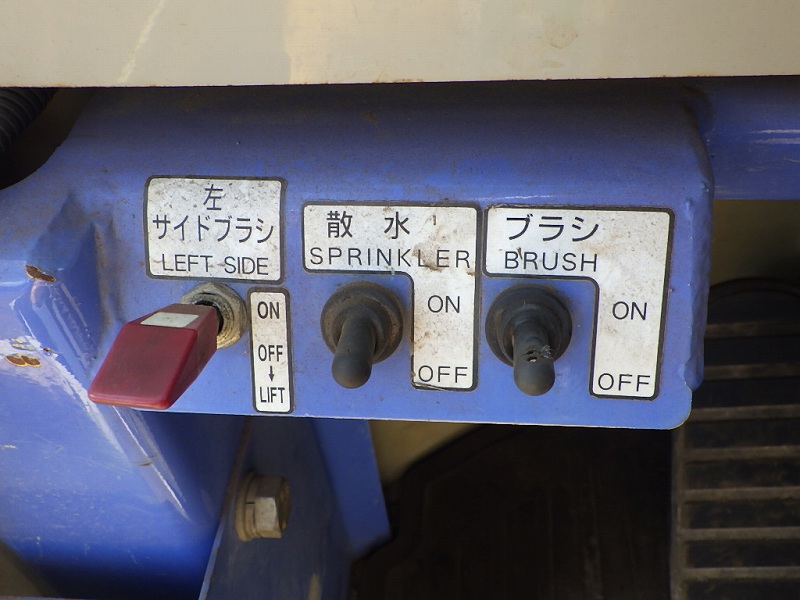 左
サイドブラシ
LEFT SIDE
ON
OFF
↓
LIFT
散 水
SPRINKLER
ON
OFF
ブラシ
BRUSH
ON
OFF